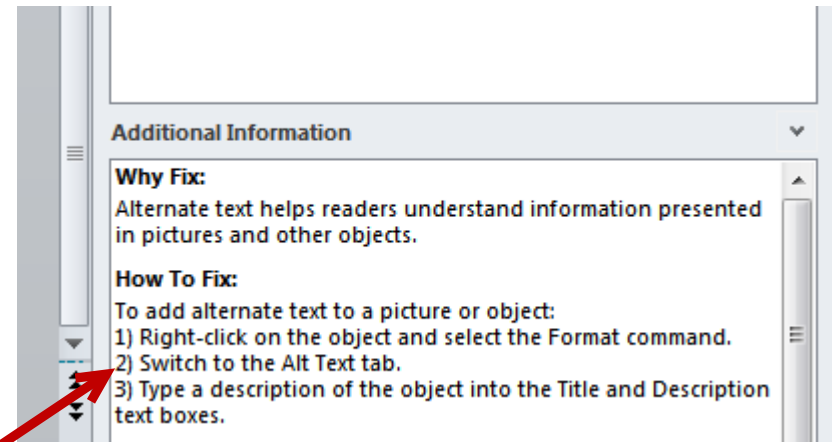 Additional Information
Why Fix:
Alternate text helps readers understand information presented
in pictures and other objects.
How To Fix:
To add alternate text to a picture or object:
1) Right-click on the object and select the Format command.
2) Switch to the Alt Text tab.
3) Type a description of the object into the Title and Description
text boxes.